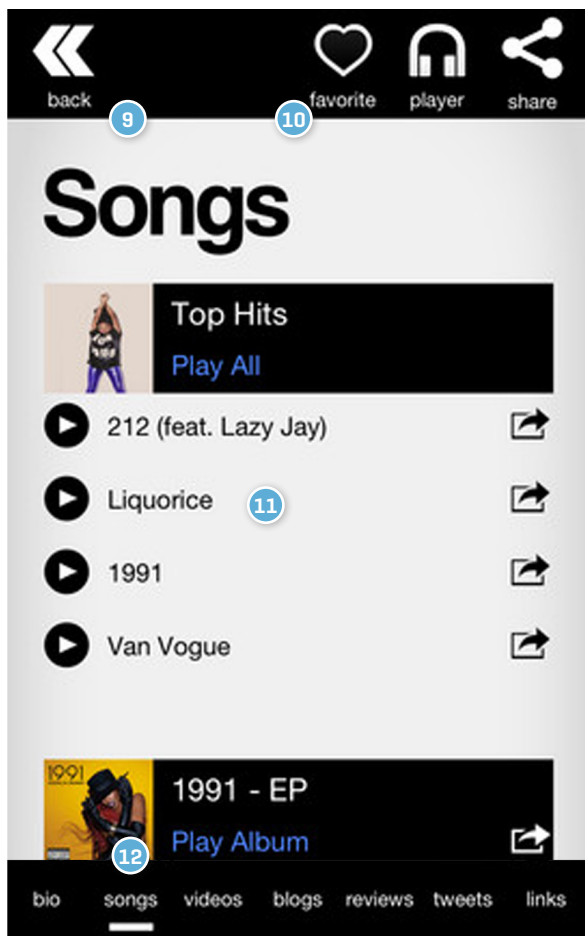 back
favorite
player
share
9
10
Songs
Top Hits
Play All
212 (feat. Lazy Jay)
Liquorice
11
1991
Van Vogue
1991
1991 - EP
Play Album
12
bio songs videos blogs reviews tweets links